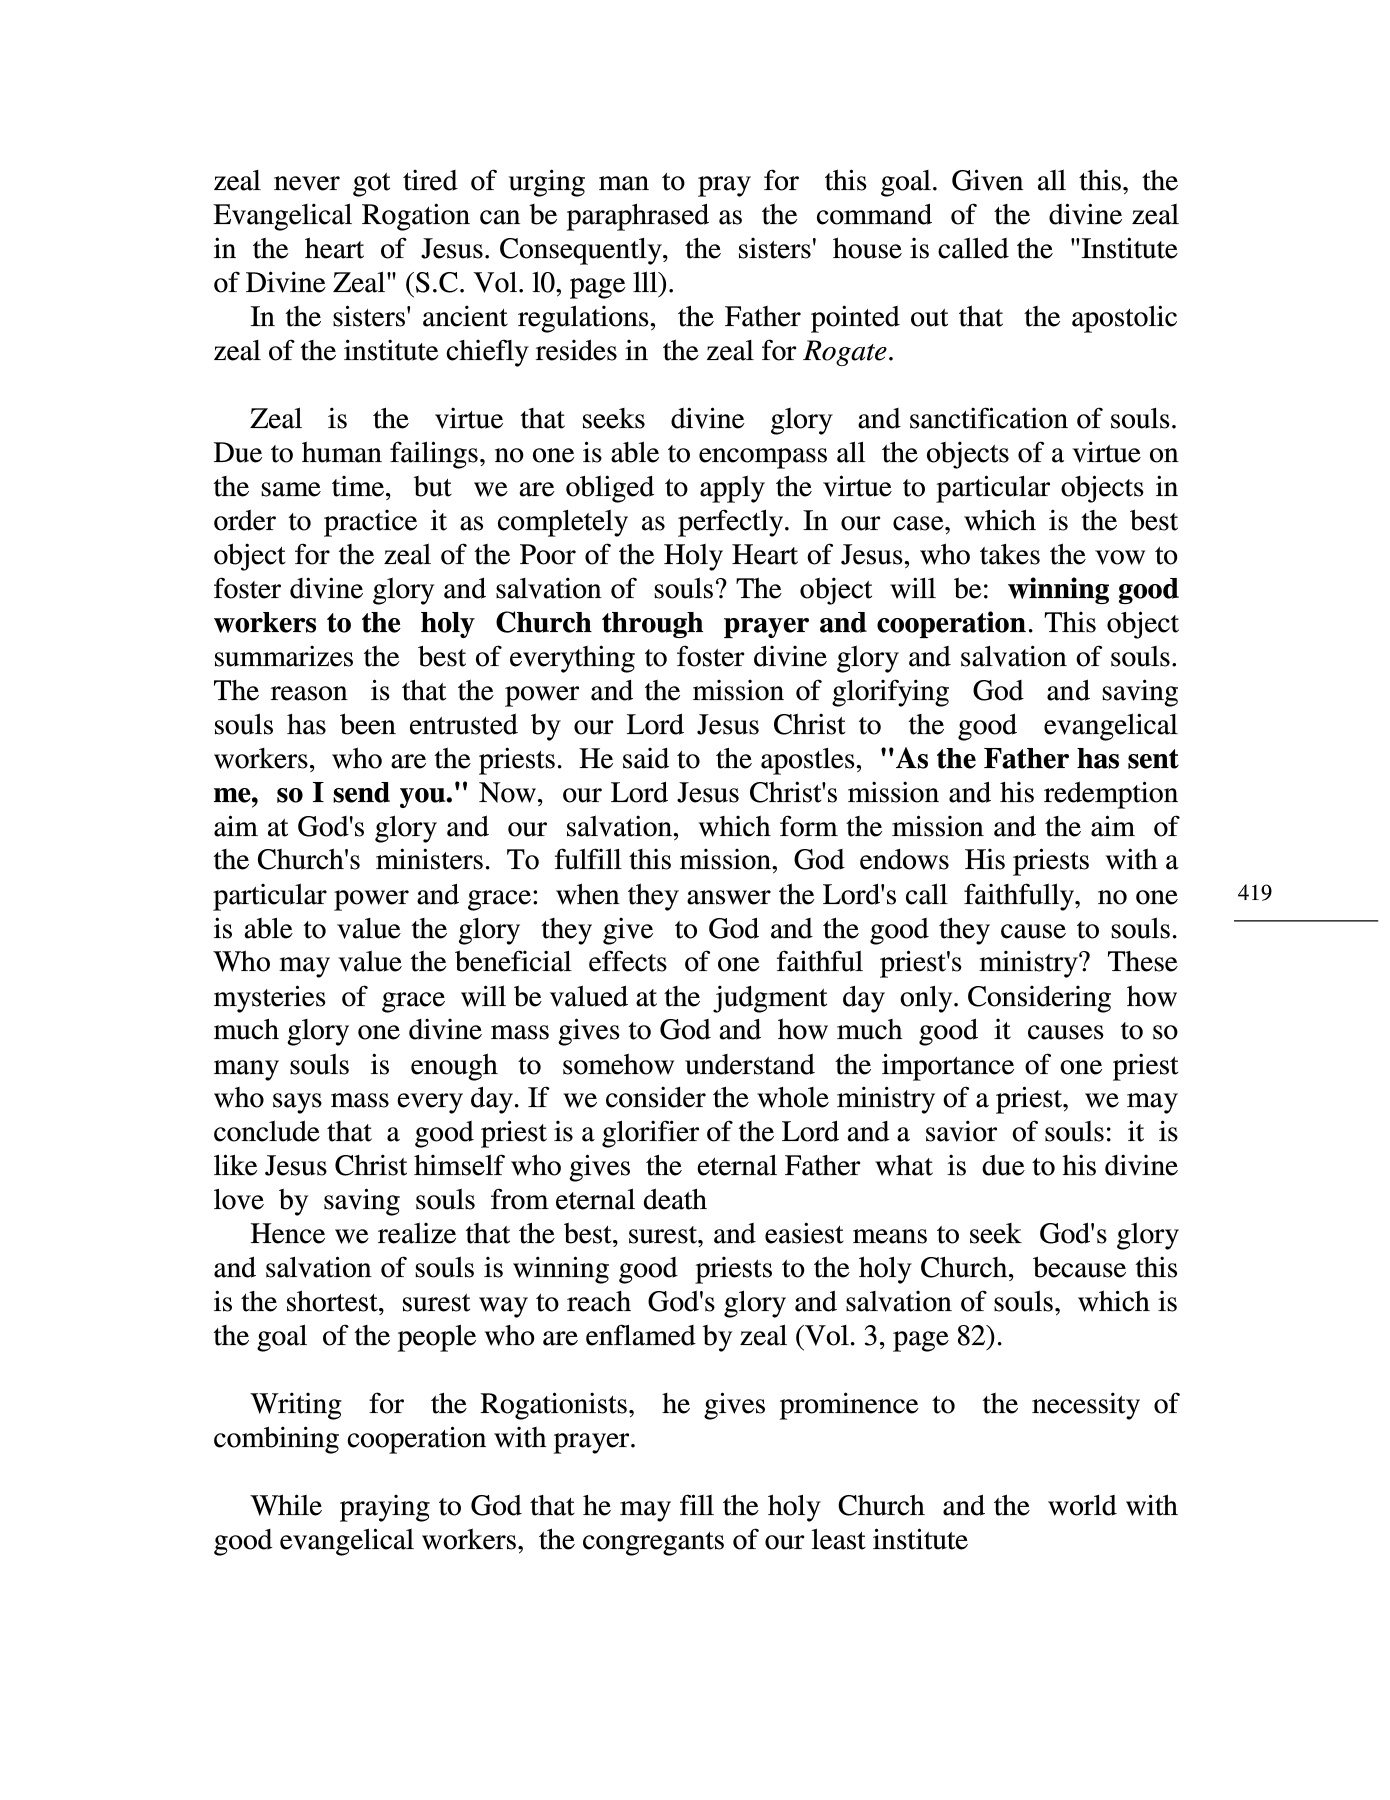 zeal never got tired of urging man to pray for this goal. Given all this, the
Evangelical Rogation can be paraphrased as the command of the divine zeal
in the heart of Jesus. Consequently, the sisters' house is called the "Institute
of Divine Zeal" (S.C. Vol. l0, page lll).
In the sisters' ancient regulations, the Father pointed out that the apostolic
zeal of the institute chiefly resides in the zeal for Rogate.
Zeal is the virtue that seeks divine glory and sanctification of souls.
Due to human failings, no one is able to encompass all the objects of a virtue on
the same time, but we are obliged to apply the virtue to particular objects in
order to practice it as completely as perfectly. In our case, which is the best
object for the zeal of the Poor of the Holy Heart of Jesus, who takes the vow to
foster divine glory and salvation of souls? The object will be: winning good
workers to the holy Church through prayer and cooperation. This object
summarizes the best of everything to foster divine glory and salvation of souls.
The reason is that the power and the mission of glorifying God and saving
souls has been entrusted by our Lord Jesus Christ to the good evangelical
workers, who are the priests. He said to the apostles, "As the Father has sent
me, so I send you." Now, our Lord Jesus Christ's mission and his redemption
aim at God's glory and our salvation, which form the mission and the aim of
the Church's ministers. To fulfill this mission, God endows His priests with a
particular power and grace: when they answer the Lord's call faithfully, no one
is able to value the glory they give to God and the good they cause to souls.
Who may value the beneficial effects of one faithful priest's ministry? These
mysteries of grace will be valued at the judgment day only. Considering how
much glory one divine mass gives to God and how much good it causes to so
many souls is enough to somehow understand the importance of one priest
who says mass every day. If we consider the whole ministry of a priest, we may
conclude that a good priest is a glorifier of the Lord and a savior of souls: it is
like Jesus Christ himself who gives the eternal Father what is due to his divine
love by saving souls from eternal death
Hence we realize that the best, surest, and easiest means to seek God's glory
and salvation of souls is winning good priests to the holy Church, because this
is the shortest, surest way to reach God's glory and salvation of souls, which is
the goal of the people who are enflamed by zeal (Vol. 3, page 82).
Writing for the Rogationists, he gives prominence to the necessity of
combining cooperation with prayer.
While praying to God that he may fill the holy Church and the world with
good evangelical workers, the congregants of our least institute
419